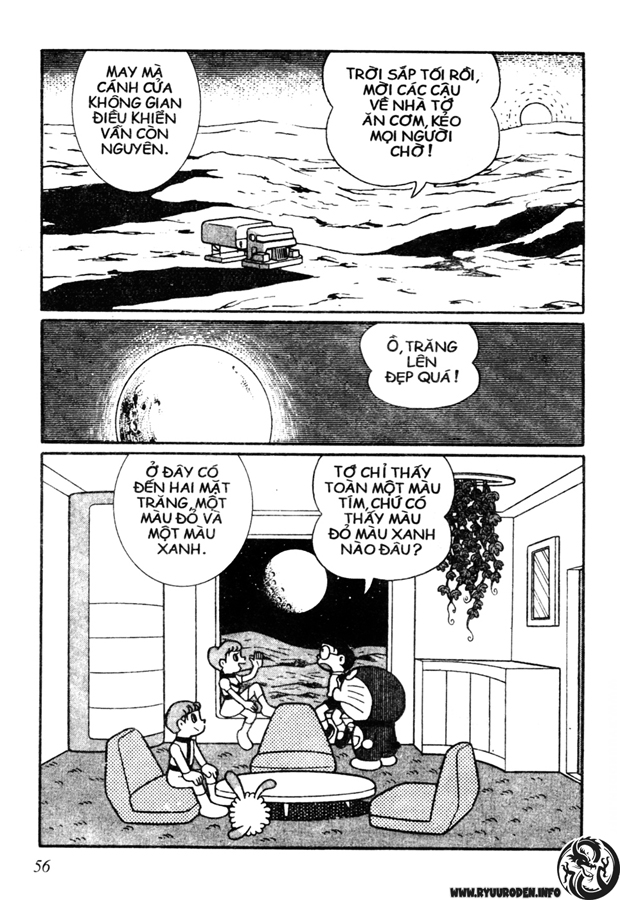 MAY MÀ
CÁNH CỬA
KHÔNG GIAN
ĐIỀU KHIỂN
VẪN CÒN
NGUYÊN.
TRỜI SẮP TỐI RỒI,
MỜI CÁC CẬU
VỀ NHÀ TỚ
ĂN CƠM, KẺO
MỌI NGƯỜI
CHỜ!
Ồ, TRĂNG
LÊN
ĐẸP QUÁ!
Ở ĐÂY CÓ
ĐẾN HAI MẶT
TRĂNG, MỘT
MÀU ĐỎ VÀ
MỘT MÀU
XANH.
TỚ CHỈ THẤY
TOÀN MỘT MÀU
TÍM, CHỨ CÓ
THẤY MÀU
ĐỎ MÀU XANH
NÀO ĐÂU?
56
WWW.RYUURODEN.INFO